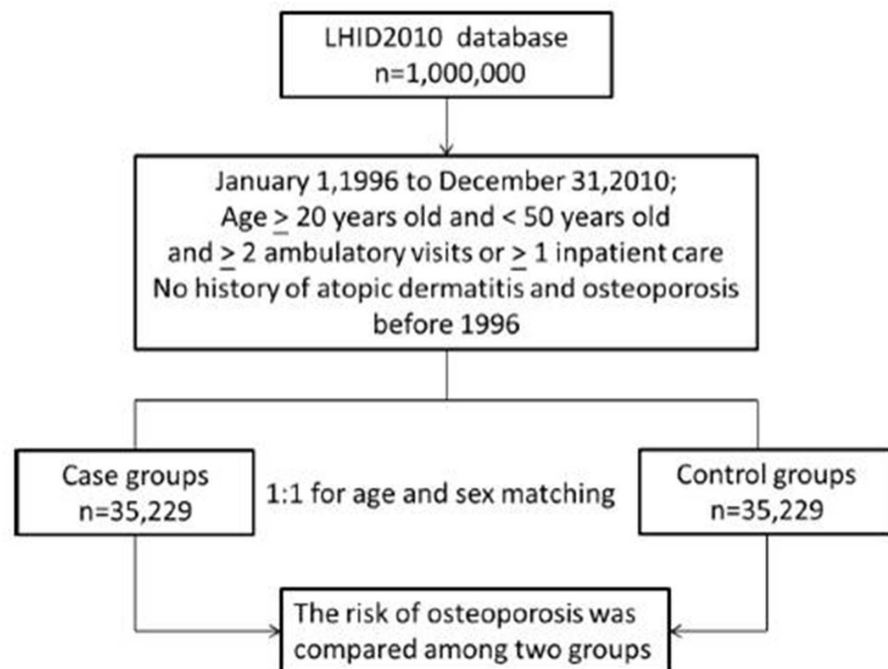 LHID2010 database
n=1,000,000
January 1,1996 to December 31,2010;
Age ≥ 20 years old and < 50 years old
and ≥ 2 ambulatory visits or ≥ 1 inpatient care
No history of atopic dermatitis and osteoporosis
before 1996
Case groups
n=35,229
1:1 for age and sex matching
Control groups
n=35,229
The risk of osteoporosis was
compared among two groups